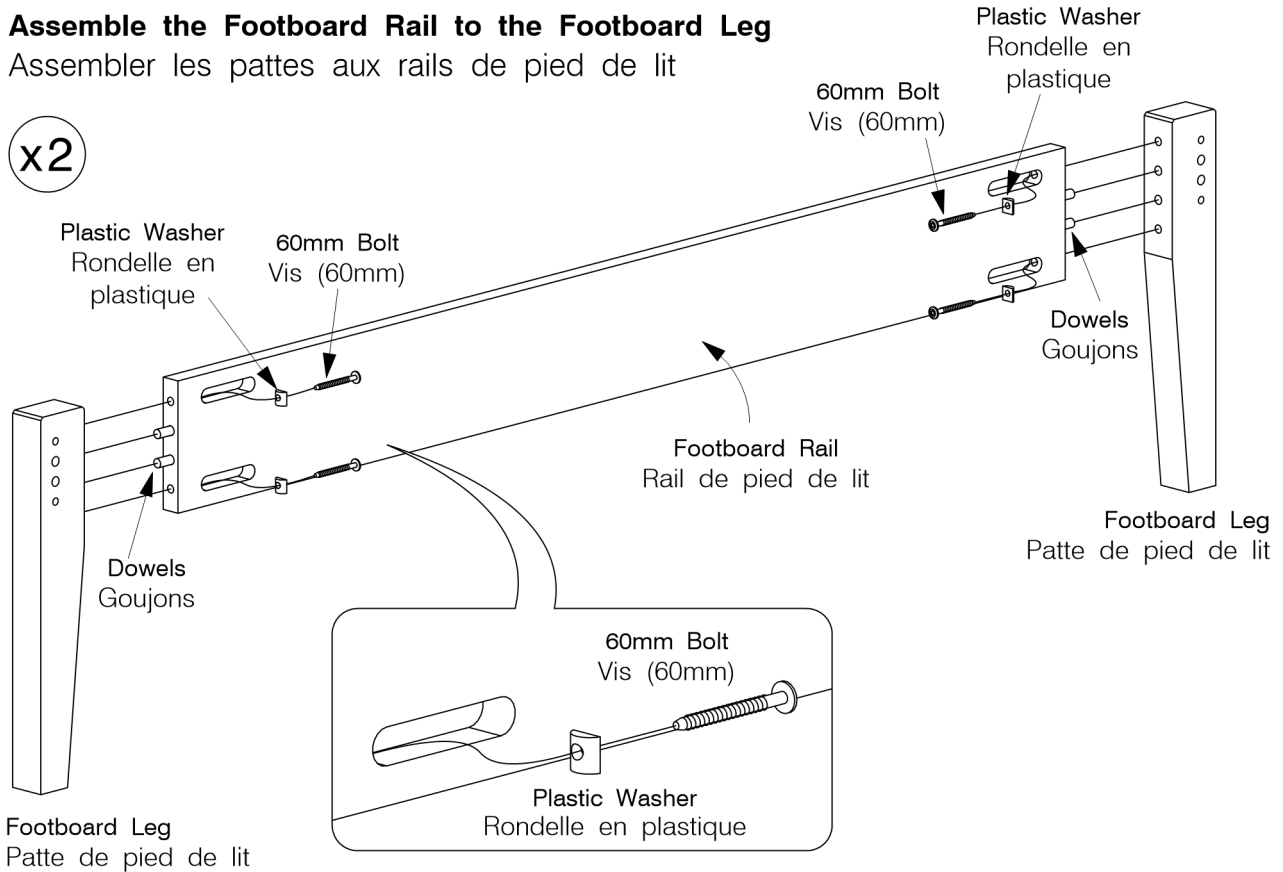 Assemble the Footboard Rail to the Footboard Leg
Assembler les pattes aux rails de pied de lit
x2
Plastic Washer
Rondelle en
plastique
60mm Bolt
Vis (60mm)
Plastic Washer
Rondelle en
plastique
60mm Bolt
Vis (60mm)
Dowels
Goujons
Footboard Rail
Rail de pied de lit
Footboard Leg
Patte de pied de lit
Dowels
Goujons
60mm Bolt
Vis (60mm)
Plastic Washer
Rondelle en plastique
Footboard Leg
Patte de pied de lit